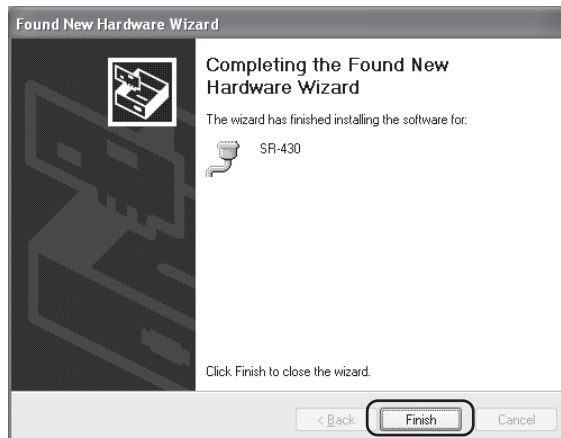 Found New Hardware Wizard
Completing the Found New
Hardware Wizard
The wizard has finished installing the software for:
SR-430
Click Finish to close the wizard.
< Back
Finish
Cancel